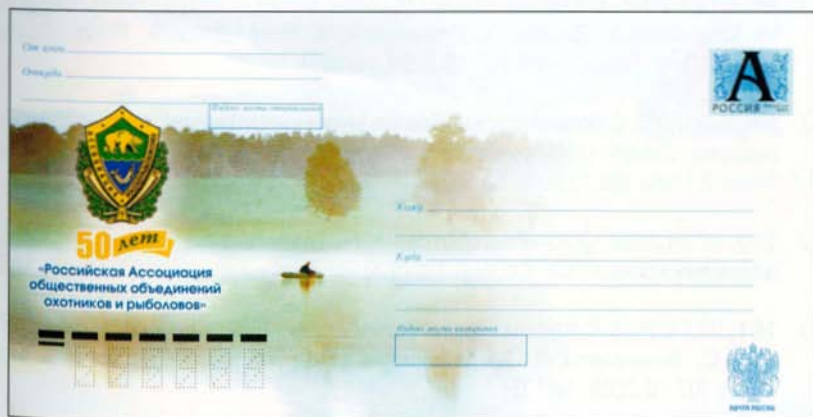 От кого
Откуда
Индекс места отправления
А
РОССИЯ
50 лет
«Российская Ассоциация
общественных объединений
охотников и рыболовов»
Кому
Куда
Индекс места назначения
ПОЧТА РОССИИ